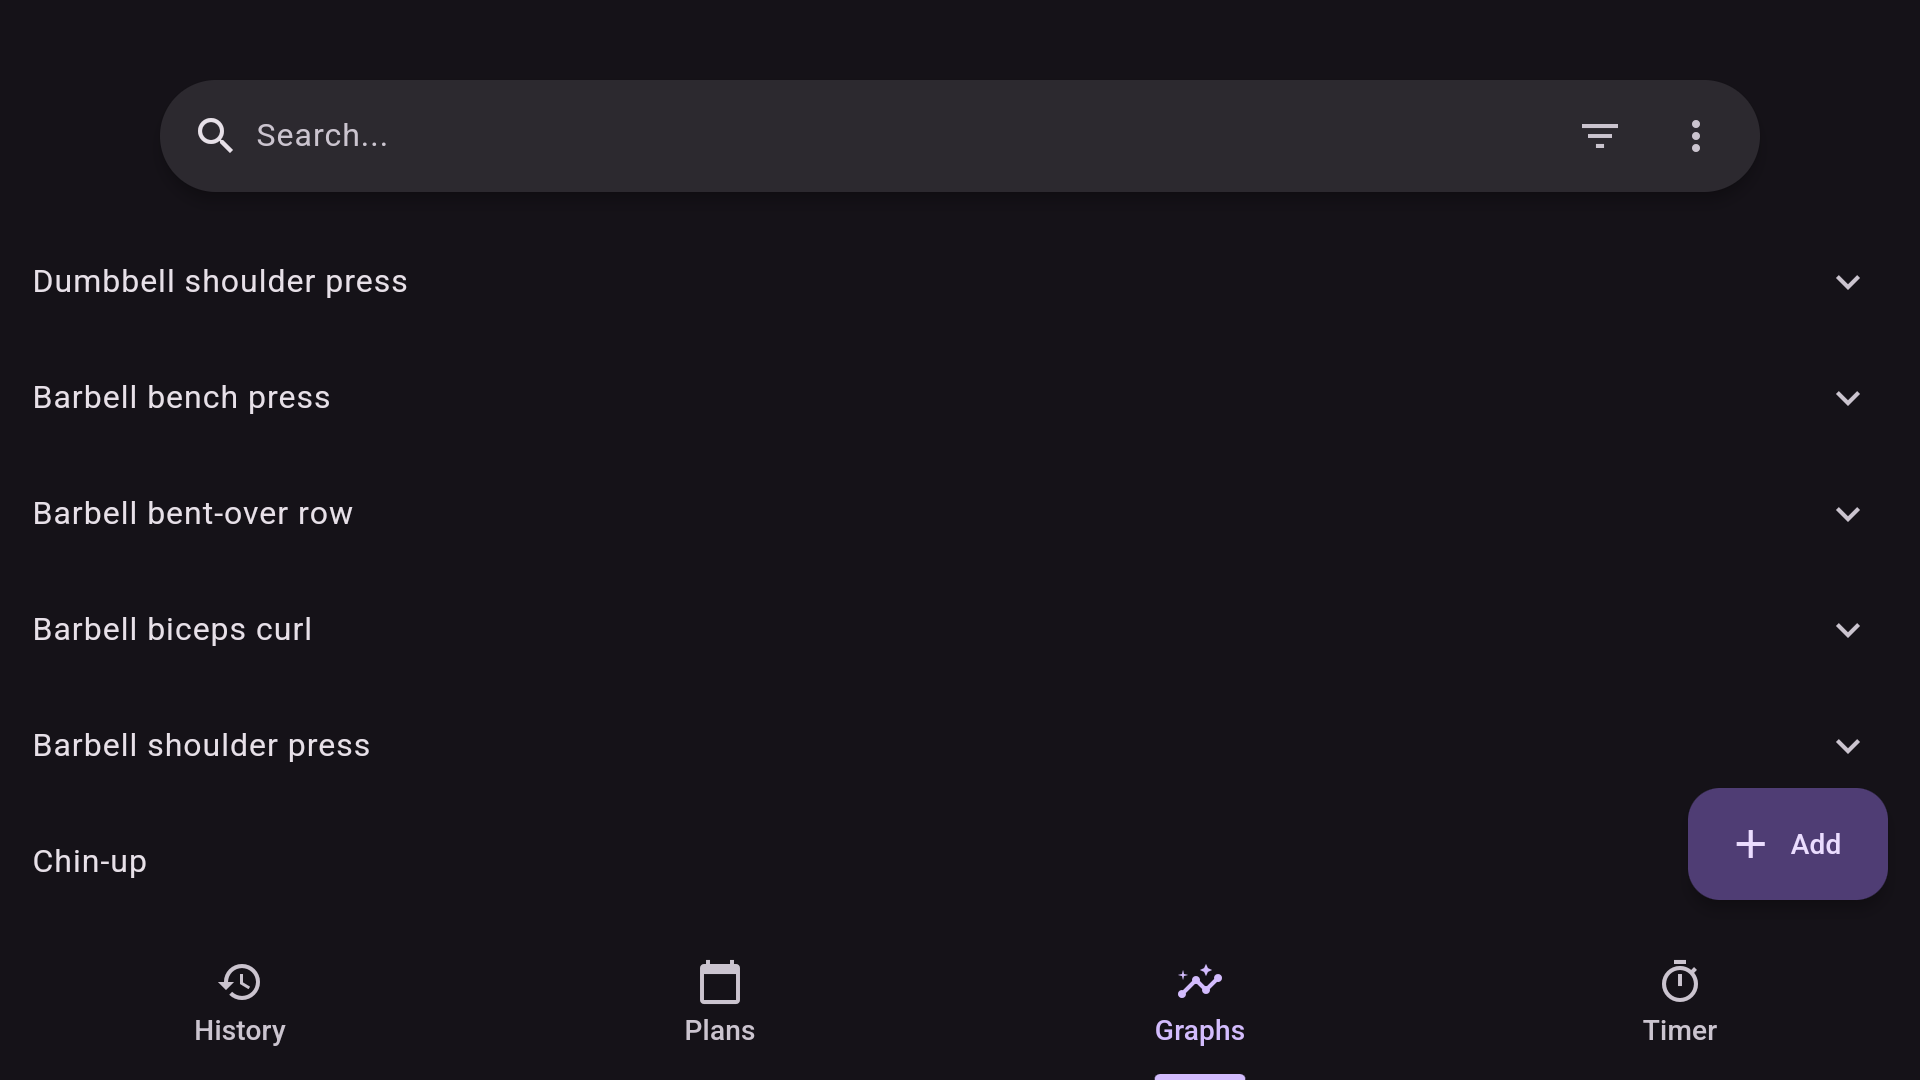 Search...
Dumbbell shoulder press
Barbell bench press
Barbell bent-over row
Barbell biceps curl
Barbell shoulder press
Chin-up
Add
History
Plans
Graphs
Timer